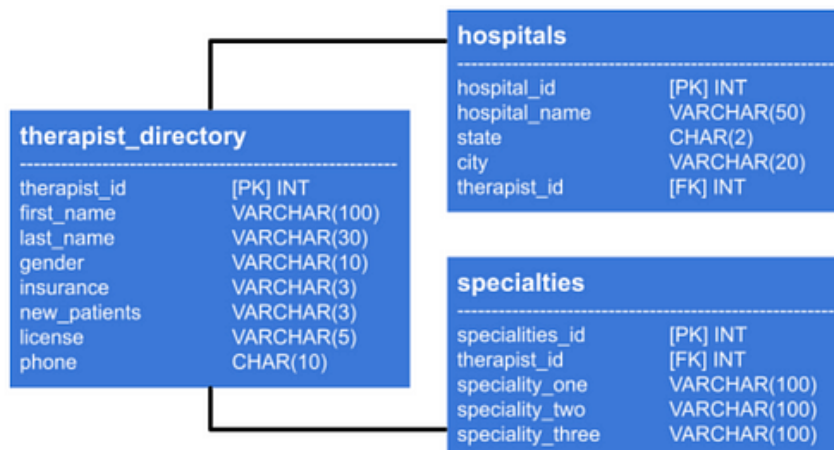 therapist_directory
therapist_id [PK] INT
first_name VARCHAR(100)
last_name VARCHAR(30)
gender VARCHAR(10)
insurance VARCHAR(3)
new_patients VARCHAR(3)
license VARCHAR(5)
phone CHAR(10)
hospitals
hospital_id [PK] INT
hospital_name VARCHAR(50)
state CHAR(2)
city VARCHAR(20)
therapist_id [FK] INT
specialties
specialities_id [PK] INT
therapist_id [FK] INT
speciality_one VARCHAR(100)
speciality_two VARCHAR(100)
speciality_three VARCHAR(100)